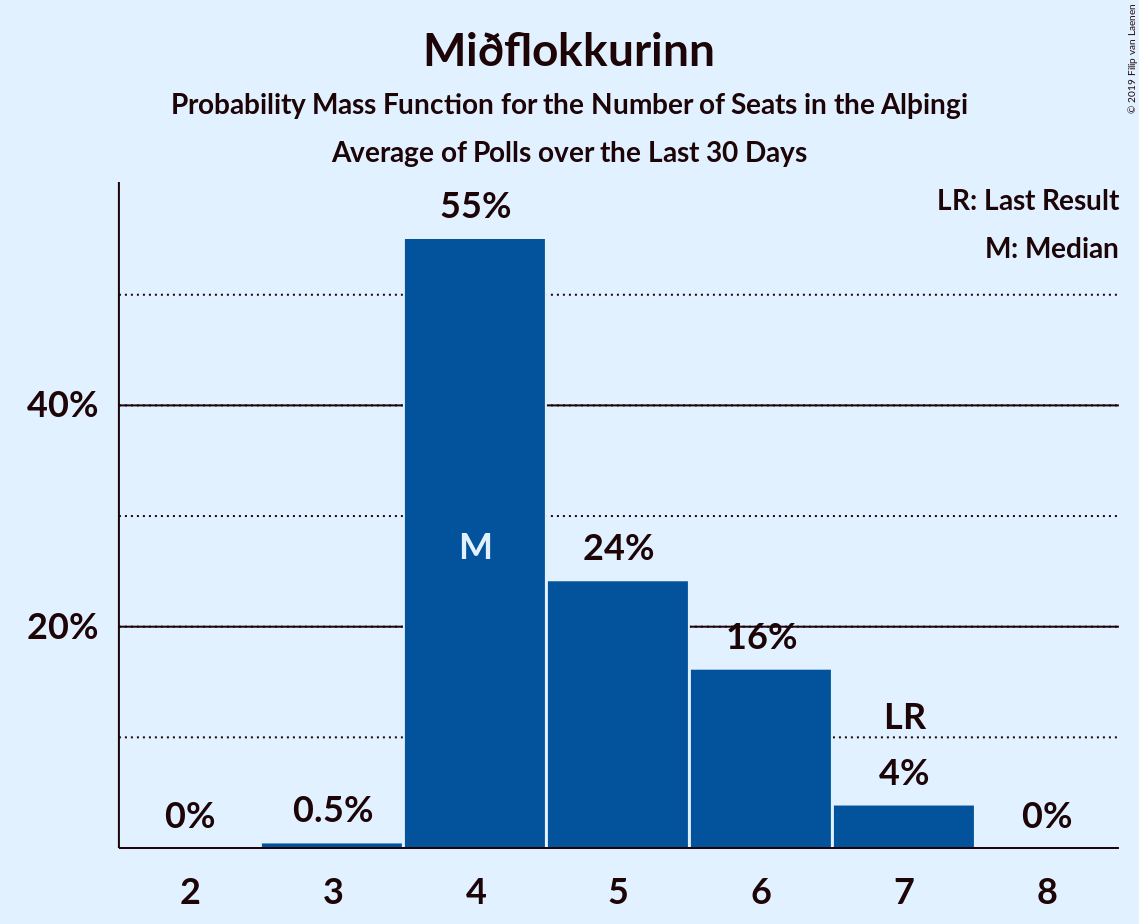 Miðflokkurinn
Probability Mass Function for the Number of Seats in the Alþingi
Average of Polls over the Last 30 Days
© 2019 Filip van Laenen
LR: Last Result
M: Median
55%
40%
M
24%
20%
16%
LR
4%
0%
0.5%
0%
2 3 4 5 6 7 8